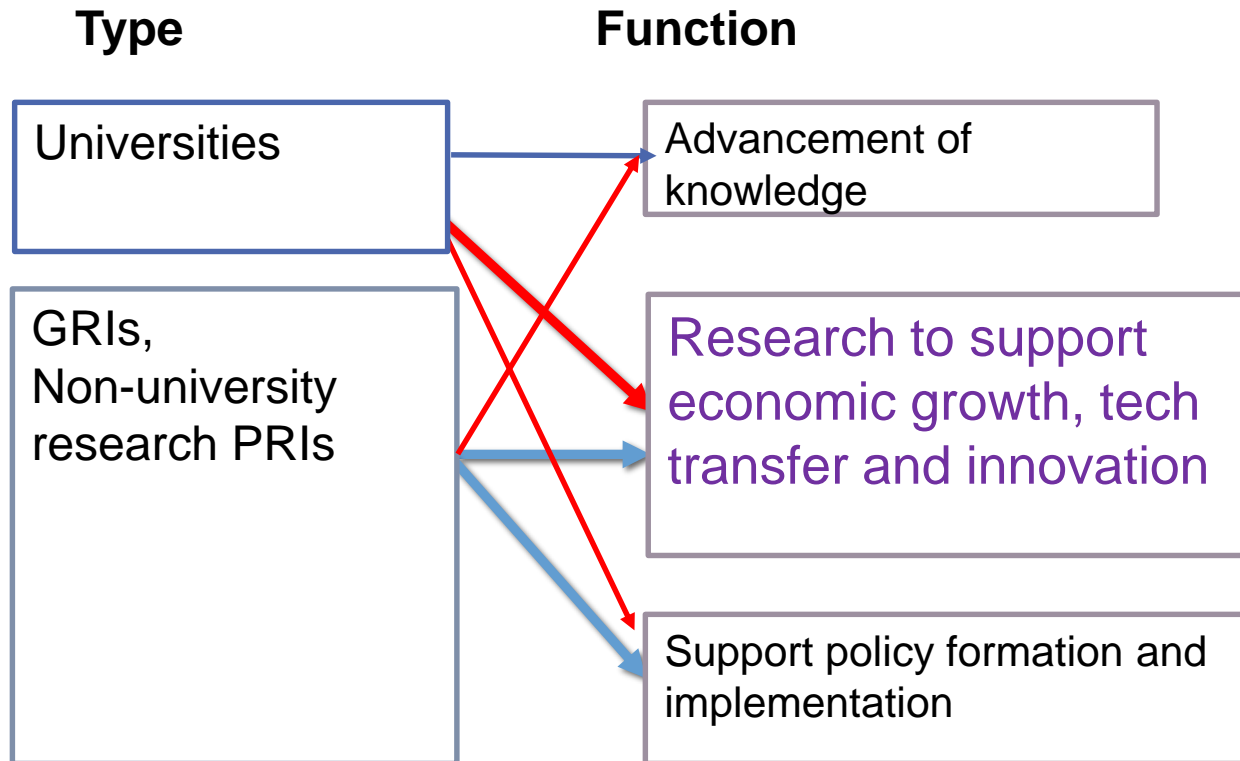 Type
Function
Universities
Advancement of
knowledge
GRIs,
Non-university
research PRIs
Research to support
economic growth, tech
transfer and innovation
Support policy formation and
implementation